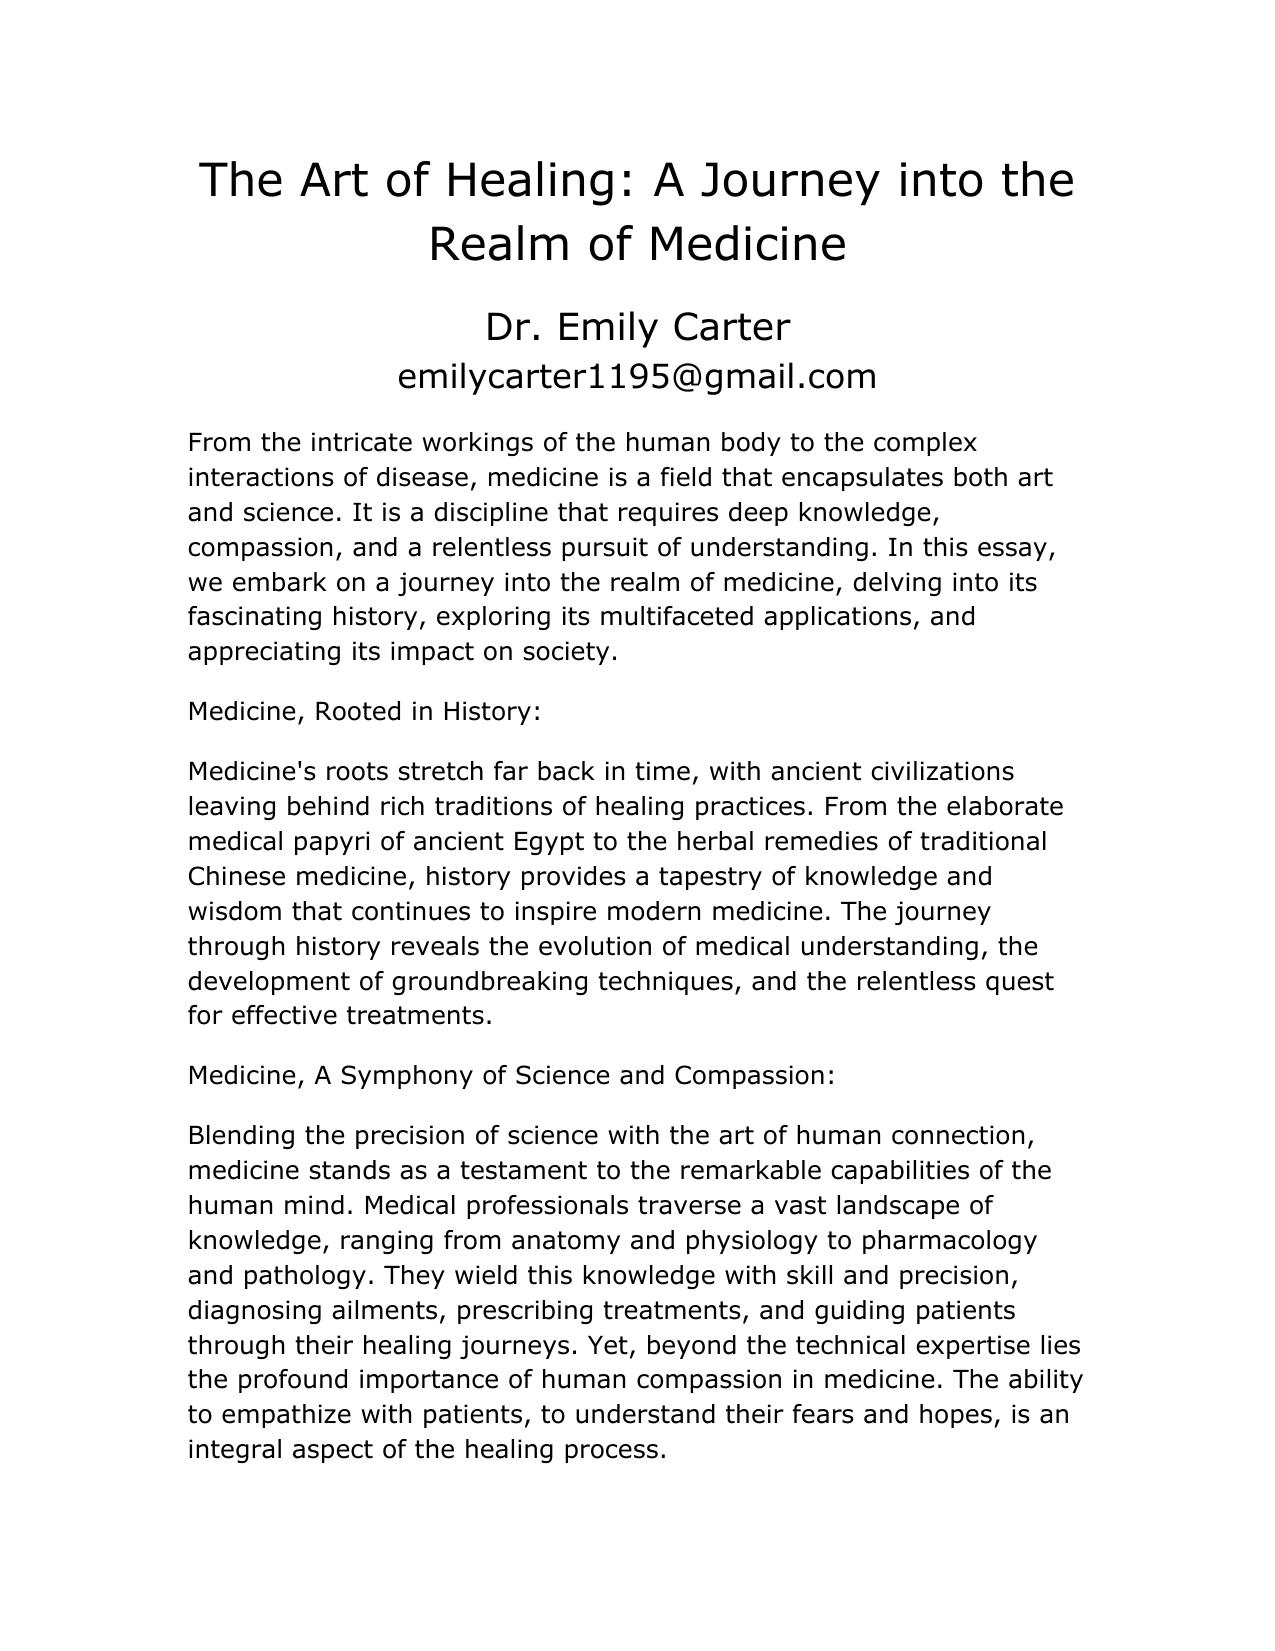 The Art of Healing: A Journey into the
Realm of Medicine
Dr. Emily Carter
emilycarter1195@gmail.com
From the intricate workings of the human body to the complex
interactions of disease, medicine is a field that encapsulates both art
and science. It is a discipline that requires deep knowledge,
compassion, and a relentless pursuit of understanding. In this essay,
we embark on a journey into the realm of medicine, delving into its
fascinating history, exploring its multifaceted applications, and
appreciating its impact on society.
Medicine, Rooted in History:
Medicine's roots stretch far back in time, with ancient civilizations
leaving behind rich traditions of healing practices. From the elaborate
medical papyri of ancient Egypt to the herbal remedies of traditional
Chinese medicine, history provides a tapestry of knowledge and
wisdom that continues to inspire modern medicine. The journey
through history reveals the evolution of medical understanding, the
development of groundbreaking techniques, and the relentless quest
for effective treatments.
Medicine, A Symphony of Science and Compassion:
Blending the precision of science with the art of human connection,
medicine stands as a testament to the remarkable capabilities of the
human mind. Medical professionals traverse a vast landscape of
knowledge, ranging from anatomy and physiology to pharmacology
and pathology. They wield this knowledge with skill and precision,
diagnosing ailments, prescribing treatments, and guiding patients
through their healing journeys. Yet, beyond the technical expertise lies
the profound importance of human compassion in medicine. The ability
to empathize with patients, to understand their fears and hopes, is an
integral aspect of the healing process.